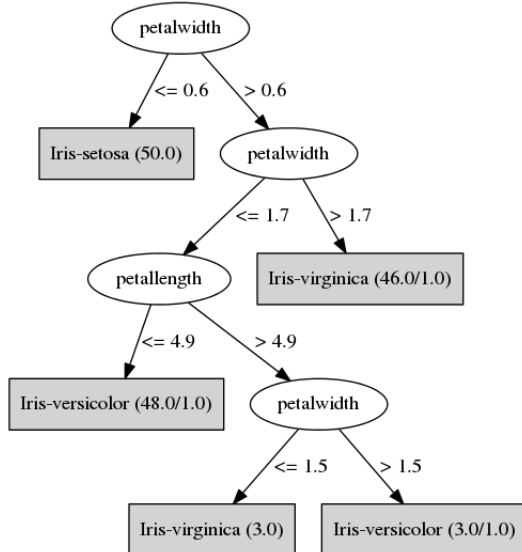 petalwidth
<= 0.6
> 0.6
Iris-setosa (50.0)
petalwidth
<= 1.7
> 1.7
petallength
Iris-virginica (46.0/1.0)
<= 4.9
> 4.9
Iris-versicolor (48.0/1.0)
petalwidth
<= 1.5
> 1.5
Iris-virginica (3.0)
Iris-versicolor (3.0/1.0)